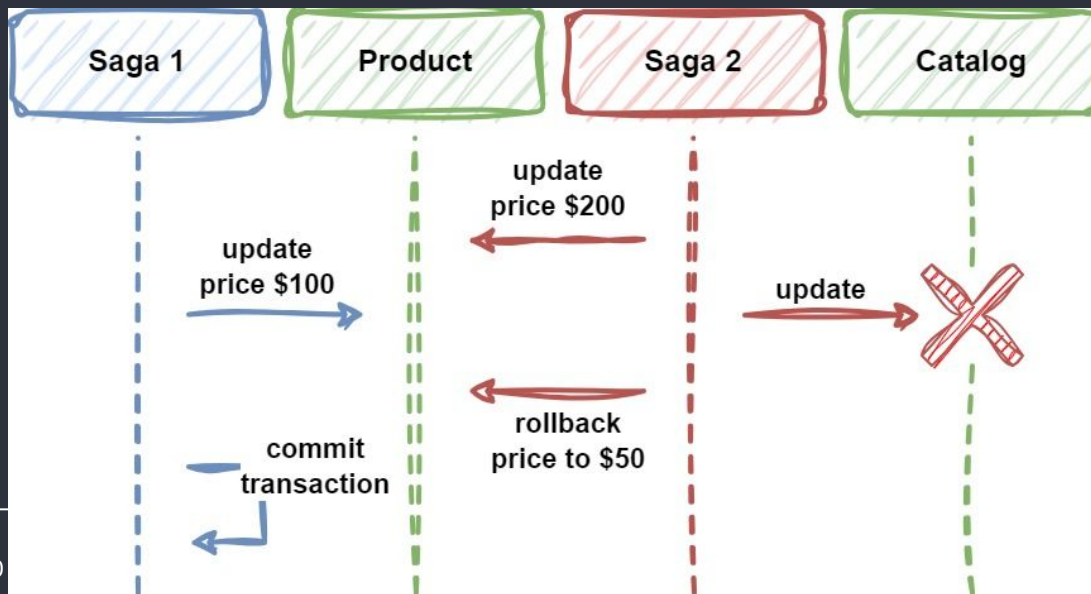 Saga 1
Product
Saga 2
Catalog
update
price $200
update
price $100
update
rollback
price to $50
commit
transaction